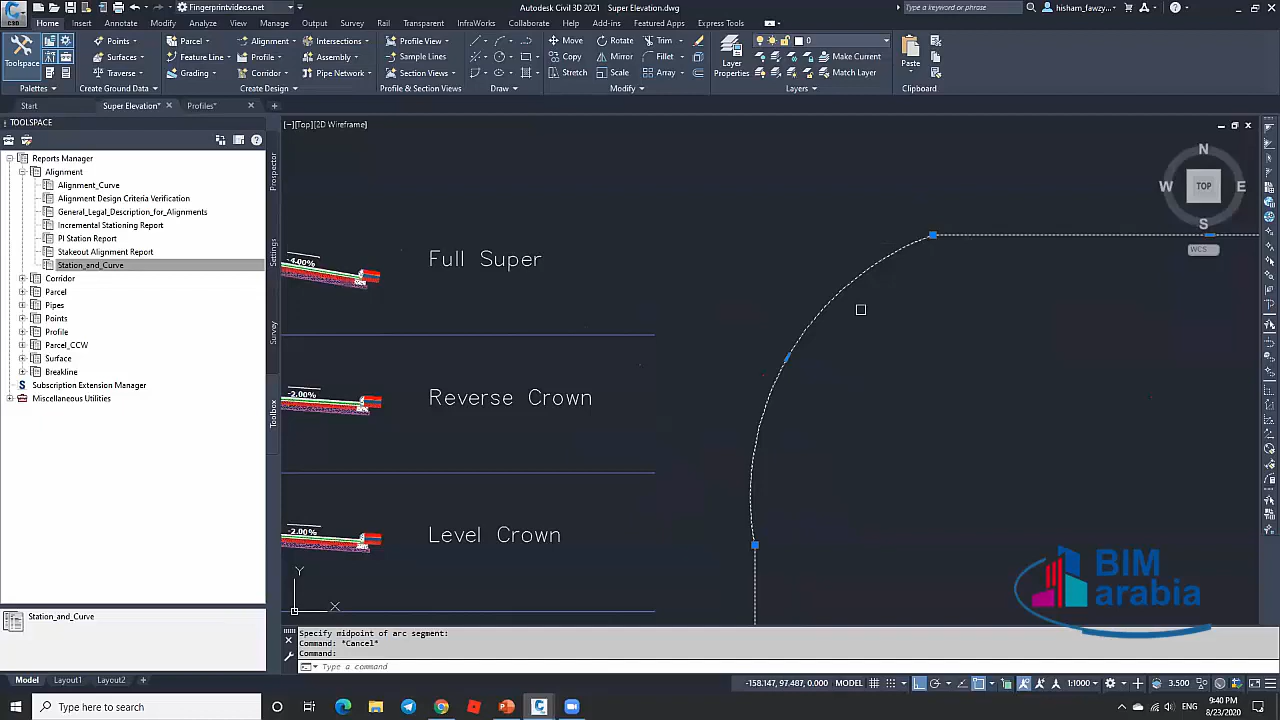 Fingerprintvideos.net
Autodesk Civil 3D 2021 Super Elevation.dwg
Type a keyword or phrase
hisham_fawzy...
C3D
Home Insert Annotate Modify Analyze View Manage Output Survey Rail Transparent InfraWorks Collaborate Help Add-ins Featured Apps Express Tools
Toolspace
Palettes
Points
Surfaces
Traverse
Create Ground Data
Parcel
Feature Line
Grading
Alignment
Profile
Corridor
Intersections
Assembly
Pipe Network
Create Design
Profile View
Sample Lines
Section Views
Profile & Section Views
Draw
Move
Copy
Stretch
Rotate
Mirror
Scale
Trim
Fillet
Array
Modify
Layer
Properties
0
Make Current
Match Layer
Layers
Paste
Clipboard
Start Super Elevation* Profiles*
TOOLSPACE
Reports Manager
Alignment
Alignment_Curve
Alignment Design Criteria Verification
General_Legal_Description_for_Alignments
Incremental Stationing Report
PI Station Report
Stakeout Alignment Report
Station_and_Curve
Corridor
Parcel
Pipes
Points
Profile
Parcel_CCW
Surface
Breakline
Subscription Extension Manager
Miscellaneous Utilities
Station_and_Curve
Prospector
Settings
Survey
Toolbox
[−][Top][2D Wireframe]
-4.00%
Full Super
-2.00%
Reverse Crown
-2.00%
Level Crown
Y
X
N
W TOP E
S
WCS
BIM
arabia
Specify midpoint of arc segment:
Command: *Cancel*
Command:
Type a command
Model Layout1 Layout2
-158.147, 97.487, 0.000 MODEL 1:1000 3.500
Type here to search
9:40 PM
8/23/2020